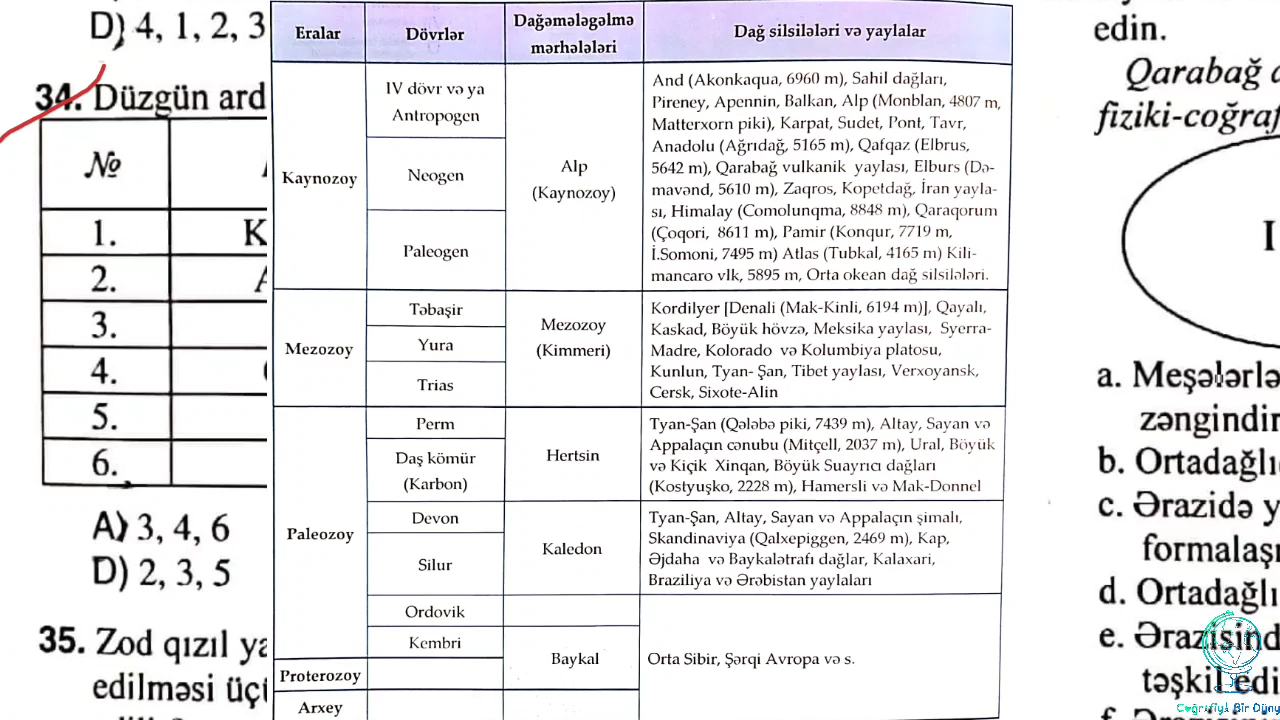 D) 4, 1, 2, 3
34. Düzgün ard
№
1. K
2.
3.
4.
5.
6.
A) 3, 4, 6
D) 2, 3, 5
35. Zod qızıl ya
edilməsi üçü
Eralar
Dövrlər
Dağəmələgəlmə
mərhələləri
Dağ silsilələri və yaylalar
Kaynozoy
IV dövr və ya
Antropogen
Neogen
Paleogen
Alp
(Kaynozoy)
And (Akonkaqua, 6960 m), Sahil dağları,
Pireney, Apennin, Balkan, Alp (Monblan, 4807 m,
Matterxorn piki), Karpat, Sudet, Pont, Tavr,
Anadolu (Ağrıdağ, 5165 m), Qafqaz (Elbrus,
5642 m), Qarabağ vulkanik yaylası, Elburs (Də-
mavənd, 5610 m), Zaqros, Kopetdağ, İran yayla-
sı, Himalay (Comolunqma, 8848 m), Qaraqorum
(Çoqori, 8611 m), Pamir (Konqur, 7719 m,
İ.Somoni, 7495 m) Atlas (Tubkal, 4165 m) Kili-
mancaro vlk, 5895 m, Orta okean dağ silsilələri.
Mezozoy
Təbaşir
Yura
Trias
Mezozoy
(Kimmeri)
Kordilyer [Denali (Mak-Kinli, 6194 m)], Qayalı,
Kaskad, Böyük hövzə, Meksika yaylası, Syerra-
Madre, Kolorado və Kolumbiya platosu,
Kunlun, Tyan- Şan, Tibet yaylası, Verxoyansk,
Cersk, Sixote-Alin
Paleozoy
Perm
Daş kömür
(Karbon)
Hertsin
Tyan-Şan (Qələbə piki, 7439 m), Altay, Sayan və
Appalaçın cənubu (Mitçell, 2037 m), Ural, Böyük
və Kiçik Xinqan, Böyük Suayrıcı dağları
(Kostyuşko, 2228 m), Hamersli və Mak-Donnel
Devon
Silur
Kaledon
Tyan-Şan, Altay, Sayan və Appalaçın şimalı,
Skandinaviya (Qalxepiggen, 2469 m), Kap,
Əjdaha və Baykalətrafı dağlar, Kalaxari,
Braziliya və Ərəbistan yaylaları
Ordovik
Kembri
Proterozoy
Arxey
Baykal
Orta Sibir, Şərqi Avropa və s.
edin.
Qarabağ
fiziki-coğraf
I
a. Meşələrlə
zəngindir
b. Ortadağlı
c. Ərazidə y
formalaşı
d. Ortadağlı
e. Ərazisind
təşkil edi
Coğrafiya! Bir Düny